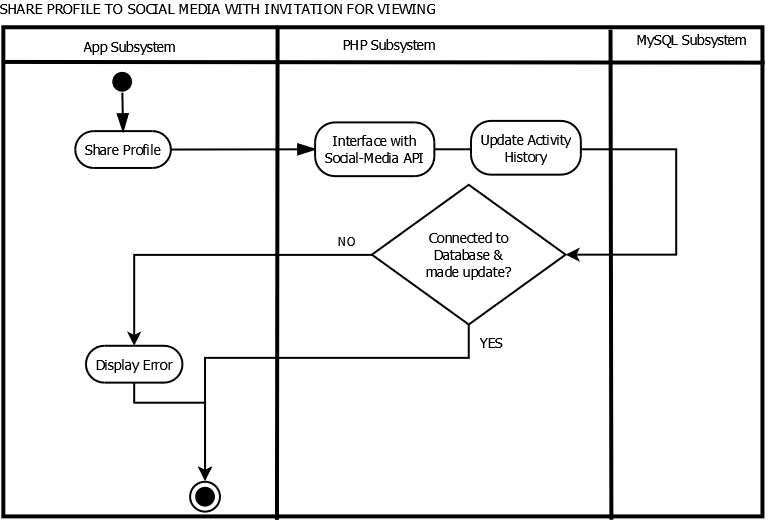 SHARE PROFILE TO SOCIAL MEDIA WITH INVITATION FOR VIEWING
App Subsystem
PHP Subsystem
MySQL Subsystem
Share Profile
Interface with
Social-Media API
Update Activity
History
Connected to
Database &
made update?
NO
YES
Display Error